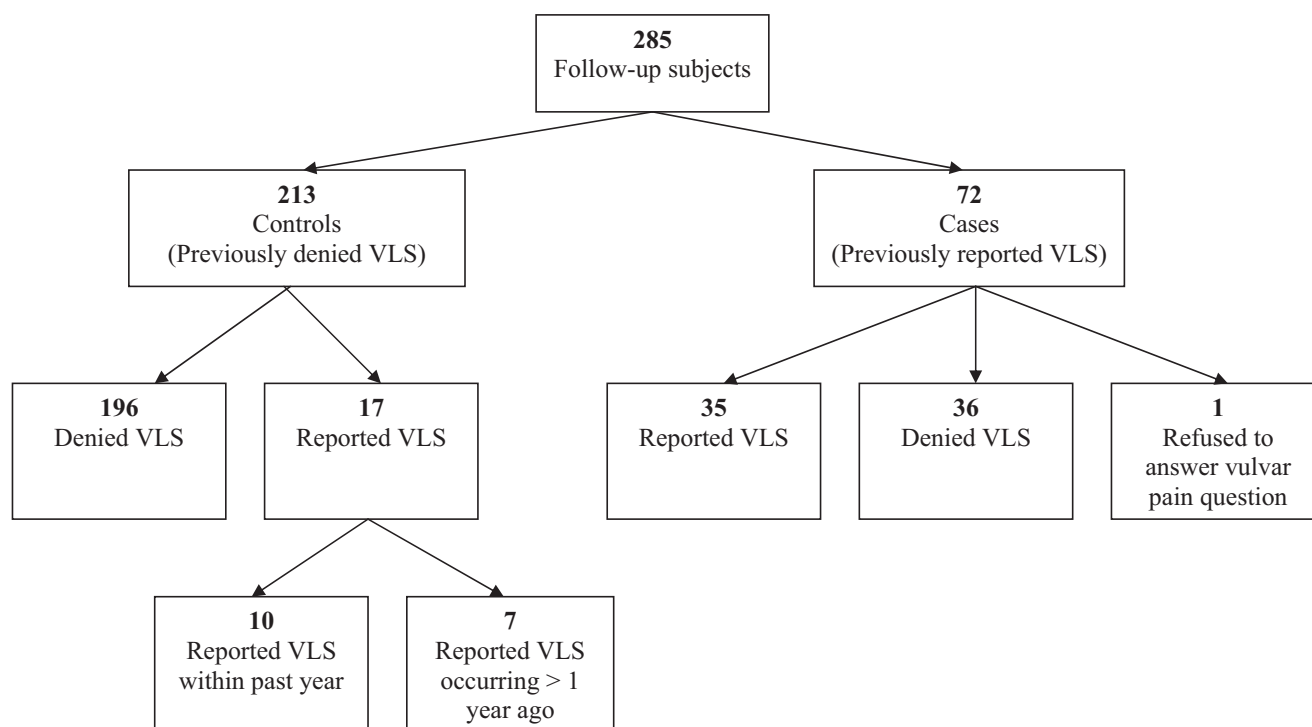 285
Follow-up subjects
213
Controls
(Previously denied VLS)
72
Cases
(Previously reported VLS)
196
Denied VLS
17
Reported VLS
35
Reported VLS
36
Denied VLS
1
Refused to
answer vulvar
pain question
10
Reported VLS
within past year
7
Reported VLS
occurring > 1
year ago